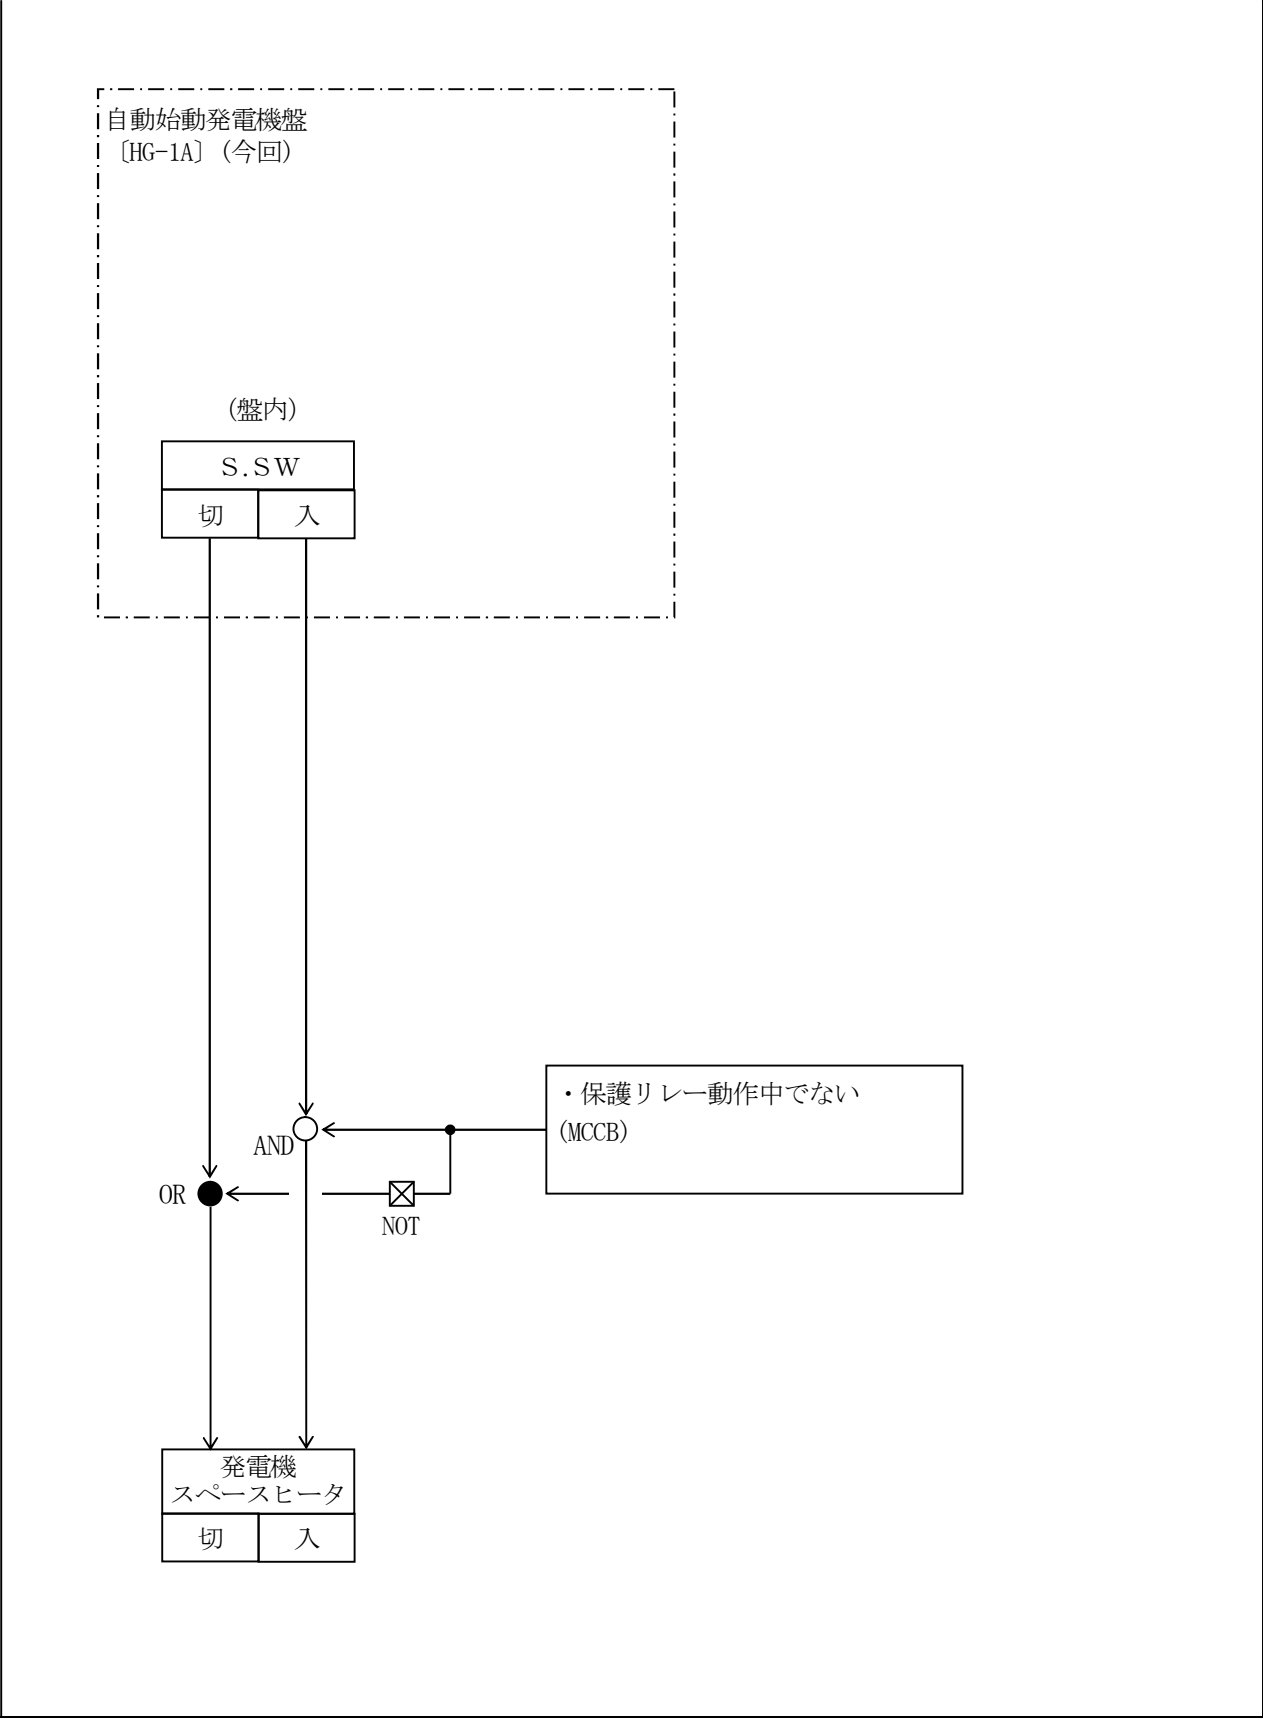 自動始動発電機盤
〔HG-1A〕(今回)
(盤内)
S.SW
切
入
・保護リレー動作中でない
(MCCB)
AND
OR
NOT
発電機
スペースヒータ
切
入